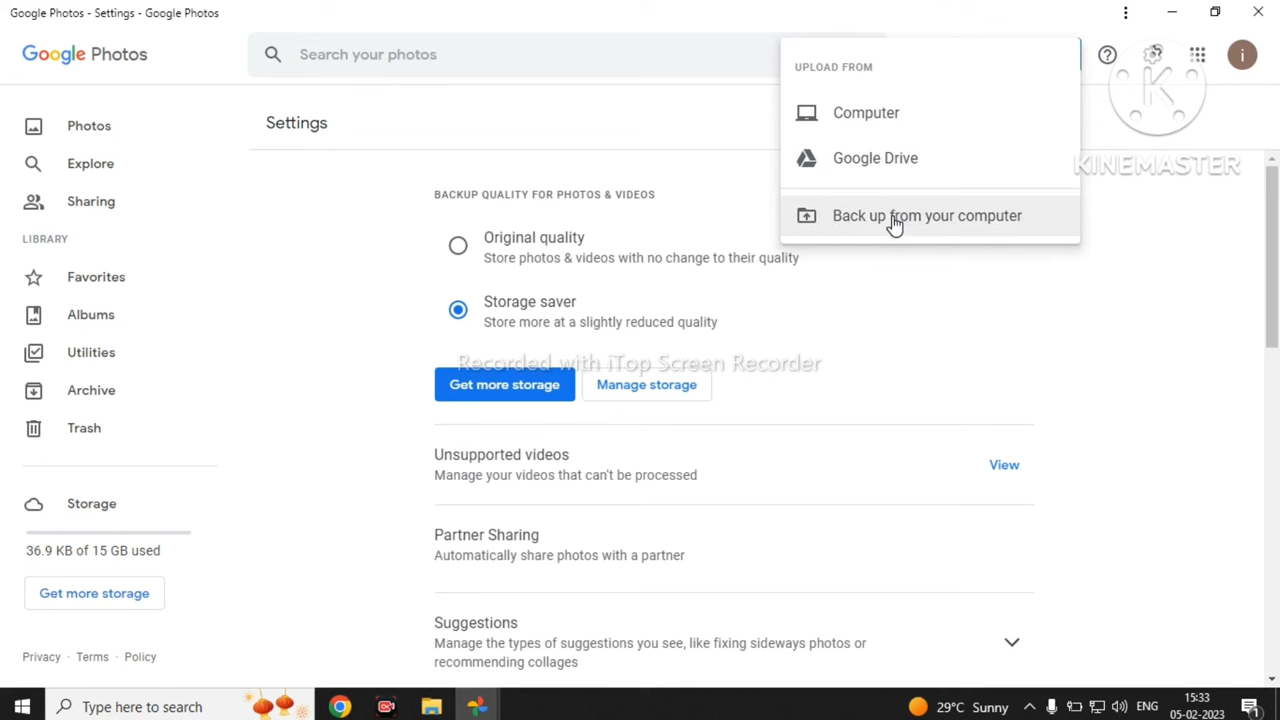 Google Photos - Settings - Google Photos
Google Photos
Search your photos
i
UPLOAD FROM
Computer
Google Drive
Back up from your computer
K
KINEMASTER
Photos
Explore
Sharing
LIBRARY
Favorites
Albums
Utilities
Archive
Trash
Storage
36.9 KB of 15 GB used
Get more storage
Privacy · Terms · Policy
Settings
BACKUP QUALITY FOR PHOTOS & VIDEOS
Original quality
Store photos & videos with no change to their quality
Storage saver
Store more at a slightly reduced quality
Recorded with iTop Screen Recorder
Get more storage
Manage storage
Unsupported videos
Manage your videos that can't be processed
View
Partner Sharing
Automatically share photos with a partner
Suggestions
Manage the types of suggestions you see, like fixing sideways photos or
recommending collages
Type here to search
29°C Sunny
ENG
15:33
05-02-2023
1